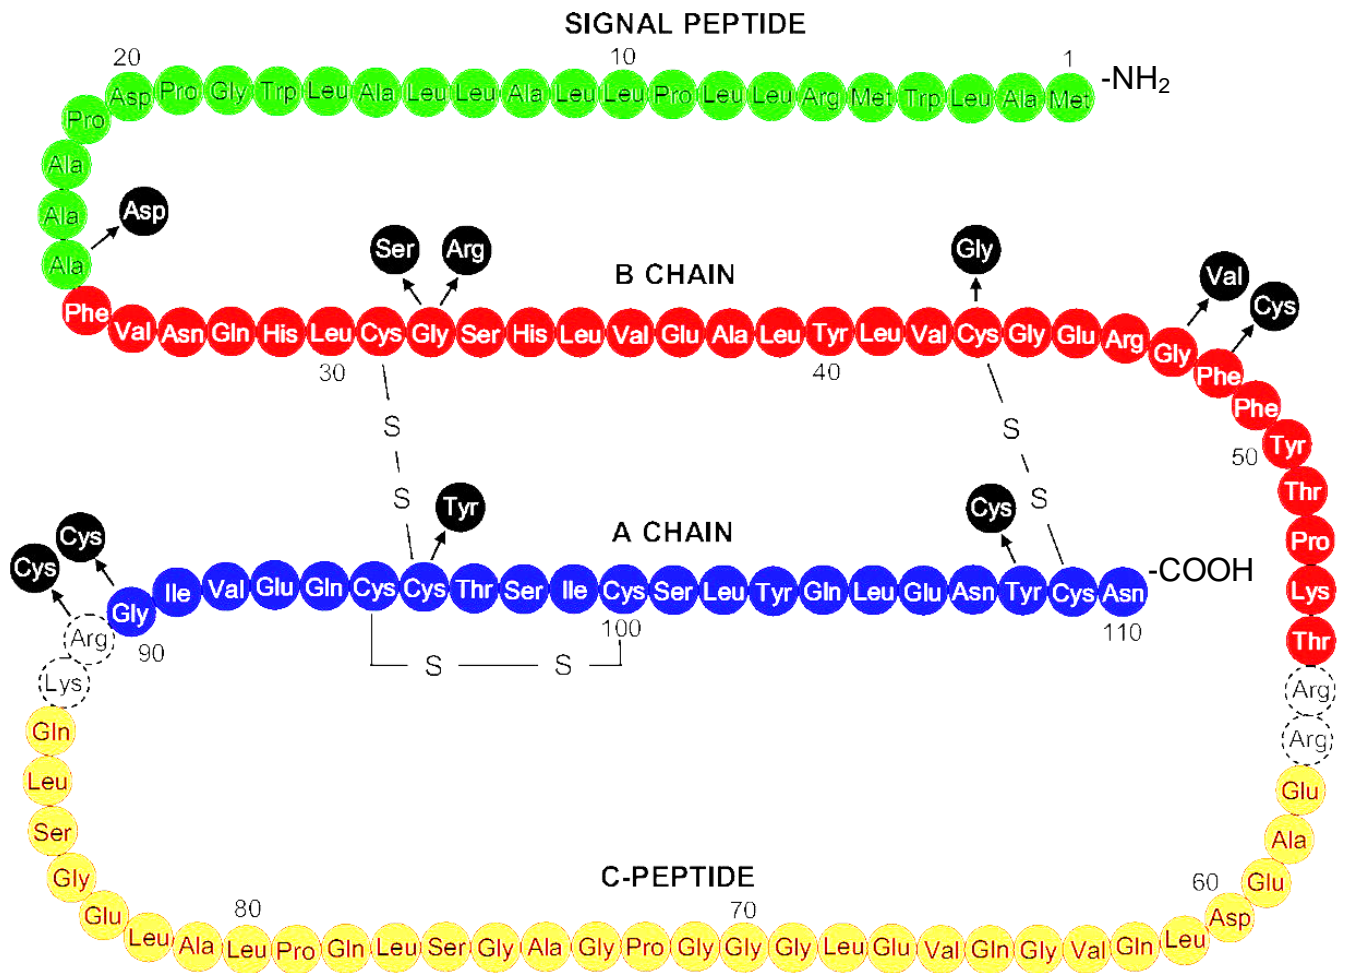 SIGNAL PEPTIDE
20 10 1
Asp Pro Gly Trp Leu Ala Leu Leu Ala Leu Leu Pro Leu Leu Arg Met Trp Leu Ala Met -NH2
Pro
Ala
Ala Asp
Ala
Ser Arg Gly Val Cys
B CHAIN
Phe Val Asn Gln His Leu Cys Gly Ser His Leu Val Glu Ala Leu Tyr Leu Val Cys Gly Glu Arg Gly Phe Phe Tyr Thr Pro Lys Thr
30 40 50
S S
S S
Cys Cys Tyr Cys
A CHAIN
Gly Ile Val Glu Gln Cys Cys Thr Ser Ile Cys Ser Leu Tyr Gln Leu Glu Asn Tyr Cys Asn -COOH
90 100 110
S S
Arg Arg
Lys Arg
Gln Glu
Leu Ala
Ser Glu
Gly Asp
Glu Leu
C-PEPTIDE
80 70 60
Leu Ala Leu Pro Gln Leu Ser Gly Ala Gly Pro Gly Gly Gly Leu Glu Val Gln Gly Val Gln